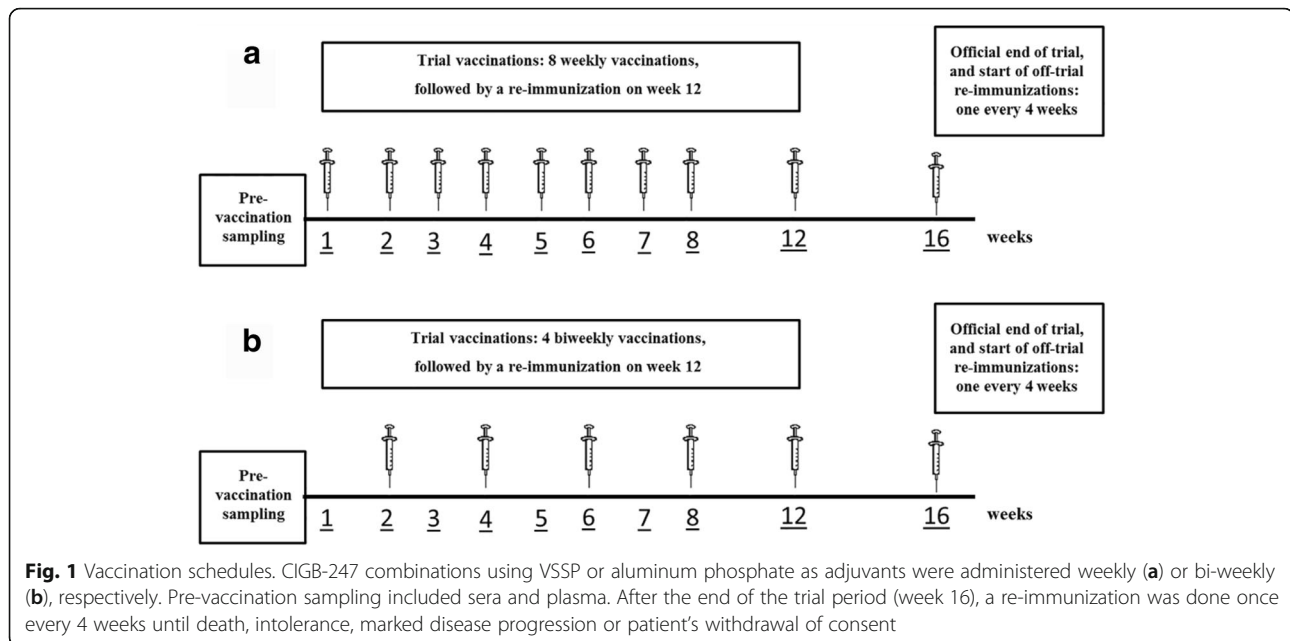 a
Trial vaccinations: 8 weekly vaccinations,
followed by a re-immunization on week 12
Official end of trial,
and start of off-trial
re-immunizations:
one every 4 weeks
Pre-
vaccination
sampling
1 2 3 4 5 6 7 8 12 16 weeks
b
Trial vaccinations: 4 biweekly vaccinations,
followed by a re-immunization on week 12
Official end of trial,
and start of off-trial
re-immunizations:
one every 4 weeks
Pre-
vaccination
sampling
1 2 3 4 5 6 7 8 12 16 weeks
Fig. 1 Vaccination schedules. CIGB-247 combinations using VSSP or aluminum phosphate as adjuvants were administered weekly (a) or bi-weekly
(b), respectively. Pre-vaccination sampling included sera and plasma. After the end of the trial period (week 16), a re-immunization was done once
every 4 weeks until death, intolerance, marked disease progression or patient's withdrawal of consent